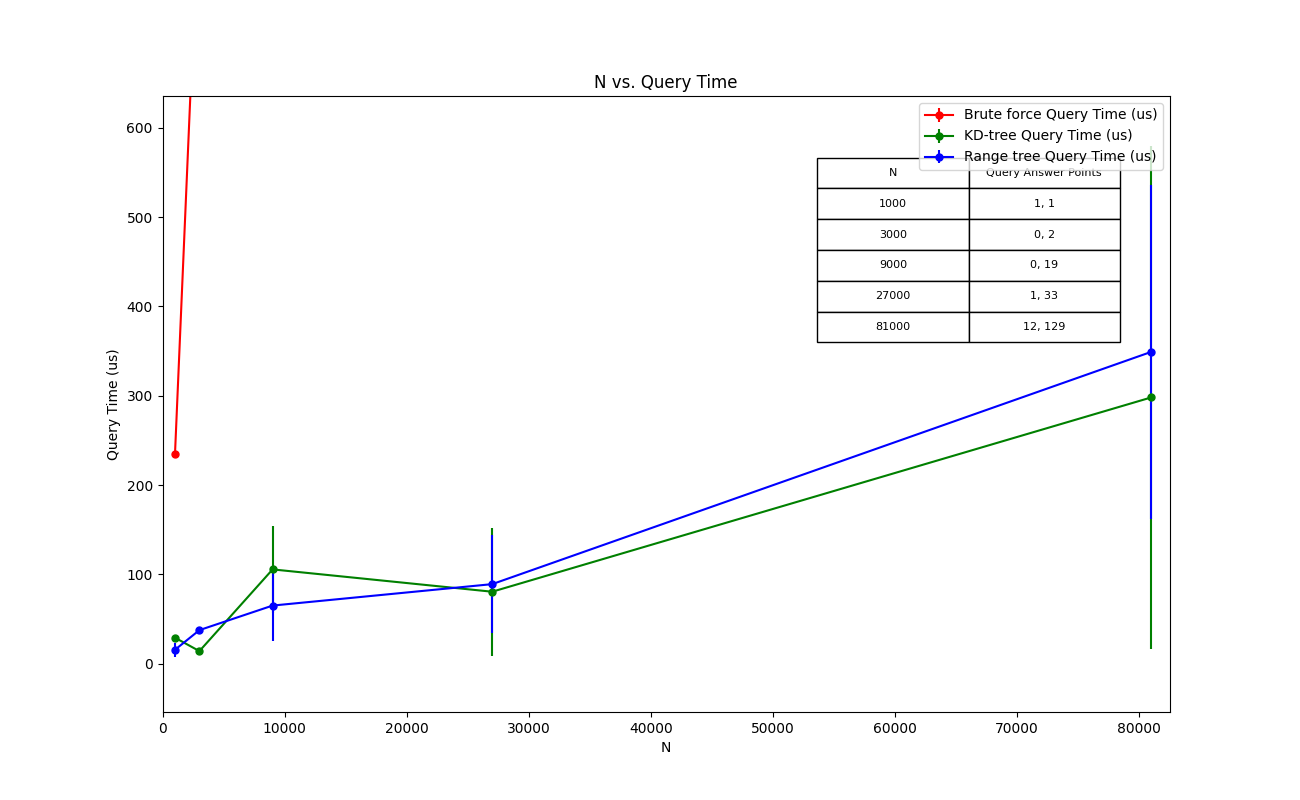 N vs. Query Time
Brute force Query Time (us)
KD-tree Query Time (us)
Range tree Query Time (us)
N Query Answer Points
1000 1, 1
3000 0, 2
9000 0, 19
27000 1, 33
81000 12, 129
Query Time (us)
600
500
400
300
200
100
0
0 10000 20000 30000 40000 50000 60000 70000 80000
N